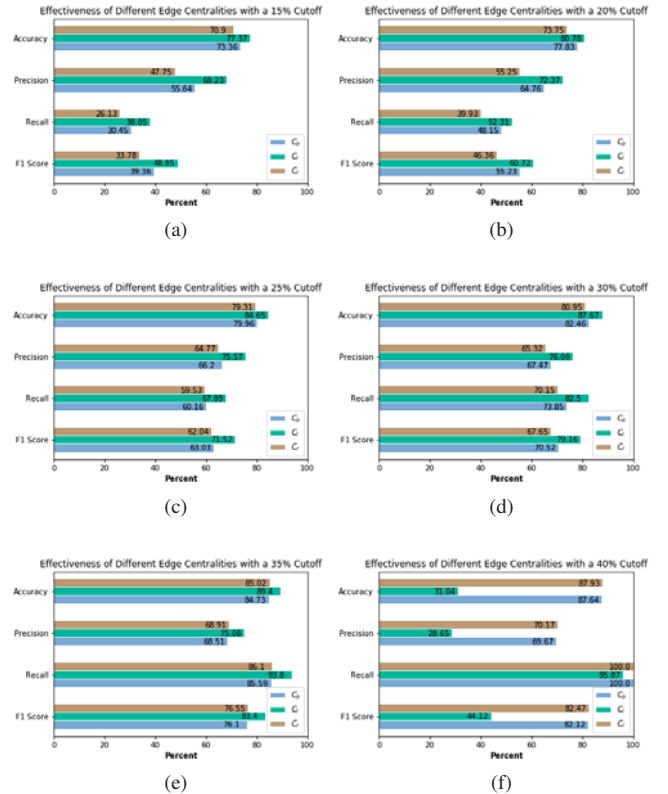 Effectiveness of Different Edge Centralities with a 15% Cutoff
Accuracy
70.9
77.37
73.36
Precision
47.75
68.23
55.64
Recall
26.13
38.05
30.45
F1 Score
33.78
48.85
39.36
0 20 40 60 80 100
Percent
(a)
Effectiveness of Different Edge Centralities with a 20% Cutoff
Accuracy
73.75
80.78
77.83
Precision
55.25
72.37
64.76
Recall
39.93
52.31
48.15
F1 Score
46.36
60.72
55.23
0 20 40 60 80 100
Percent
(b)
Effectiveness of Different Edge Centralities with a 25% Cutoff
Accuracy
79.31
84.65
79.96
Precision
64.77
75.57
66.2
Recall
59.53
67.89
60.16
F1 Score
62.04
71.52
63.03
0 20 40 60 80 100
Percent
(c)
Effectiveness of Different Edge Centralities with a 30% Cutoff
Accuracy
80.95
87.67
82.46
Precision
65.32
76.09
67.47
Recall
70.15
82.5
73.85
F1 Score
67.65
79.16
70.52
0 20 40 60 80 100
Percent
(d)
Effectiveness of Different Edge Centralities with a 35% Cutoff
Accuracy
85.02
89.4
84.73
Precision
68.91
75.08
68.51
Recall
86.1
93.8
85.59
F1 Score
76.55
83.4
76.1
0 20 40 60 80 100
Percent
(e)
Effectiveness of Different Edge Centralities with a 40% Cutoff
Accuracy
87.93
31.04
87.64
Precision
70.17
28.65
69.67
Recall
100.0
95.87
100.0
F1 Score
82.47
44.12
82.12
0 20 40 60 80 100
Percent
(f)